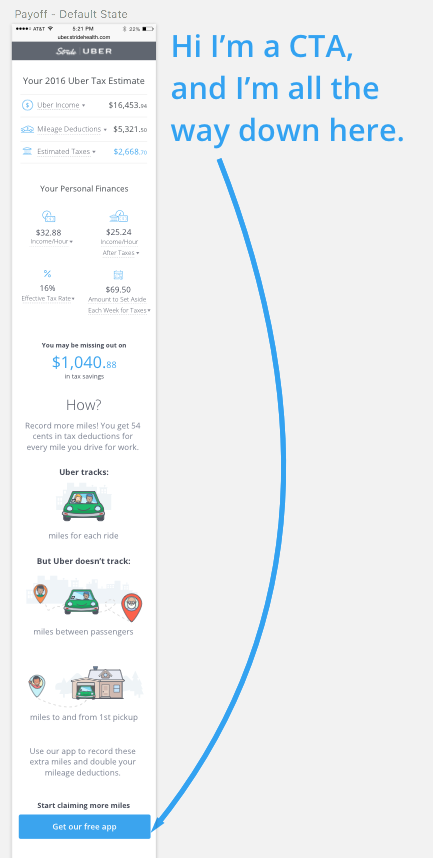 Payoff - Default State
AT&T 5:21 PM 22%
uber.stridehealth.com
Stride | UBER
Your 2016 Uber Tax Estimate
Uber Income $16,453.94
Mileage Deductions $5,321.50
Estimated Taxes $2,668.70
Your Personal Finances
$32.88 $25.24
Income/Hour Income/Hour
After Taxes
16% $69.50
Effective Tax Rate Amount to Set Aside
Each Week for Taxes
You may be missing out on
$1,040.88
in tax savings
How?
Record more miles! You get 54
cents in tax deductions for
every mile you drive for work.
Uber tracks:
miles for each ride
But Uber doesn't track:
miles between passengers
miles to and from 1st pickup
Use our app to record these
extra miles and double your
mileage deductions.
Start claiming more miles
Get our free app
Hi I'm a CTA,
and I'm all the
way down here.